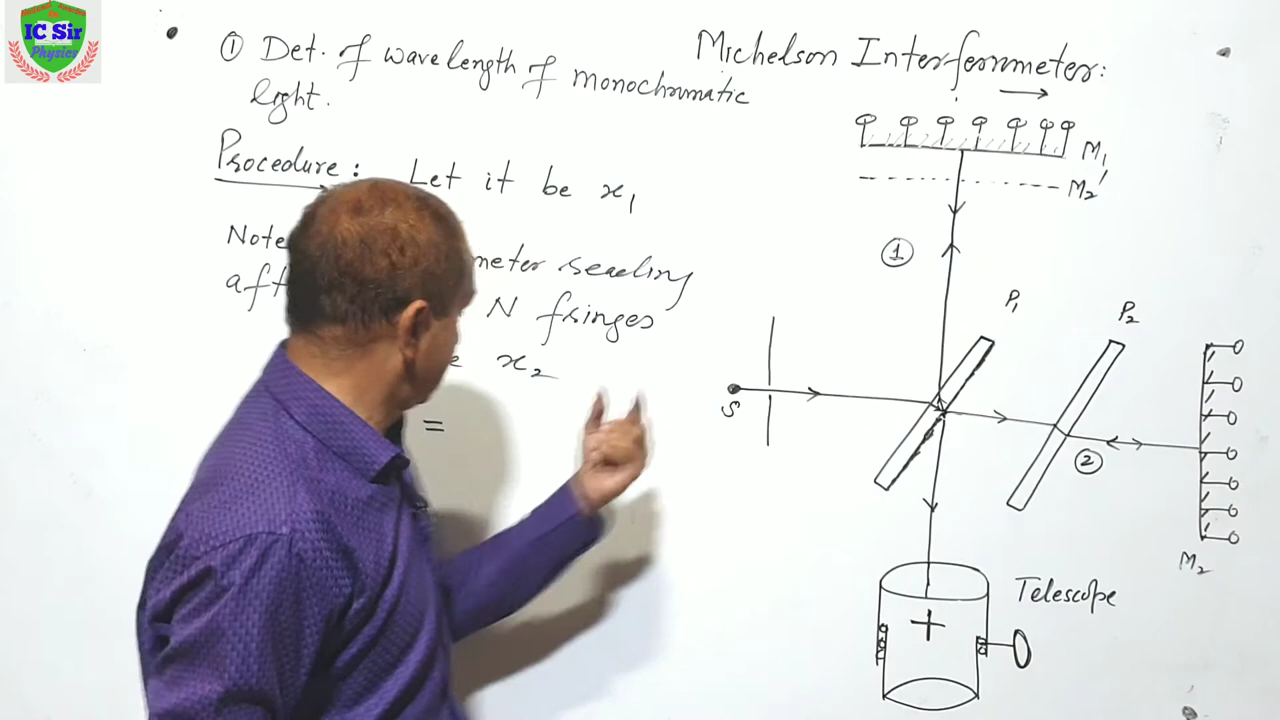 IC Sir
Physics
① Det. of wavelength of monochromatic
light.
Michelson Interferometer:
Procedure: Let it be x₁
Note meter reading
aft N fringes
x₂
=
M₁
M₂'
①
P₁
P₂
S
②
M₂
Telescope